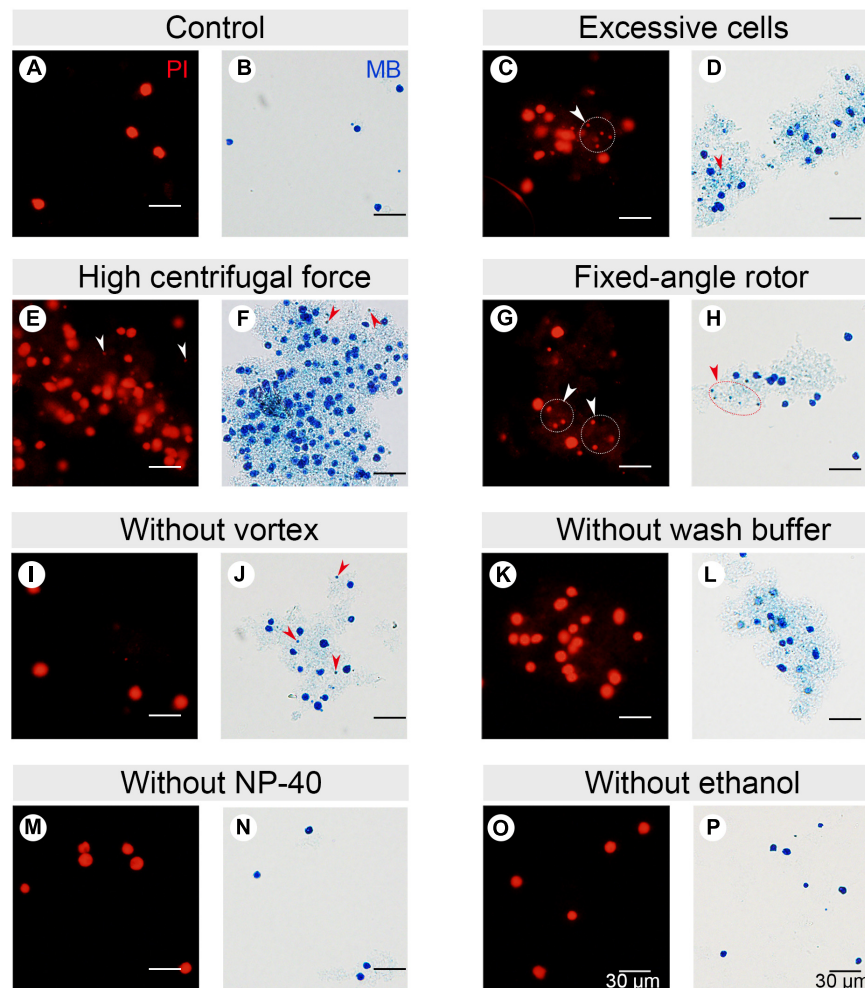 Control
Excessive cells
A PI
B MB
C
D
High centrifugal force
Fixed-angle rotor
E
F
G
H
Without vortex
Without wash buffer
I
J
K
L
Without NP-40
Without ethanol
M
N
O
P
30 µm
30 µm